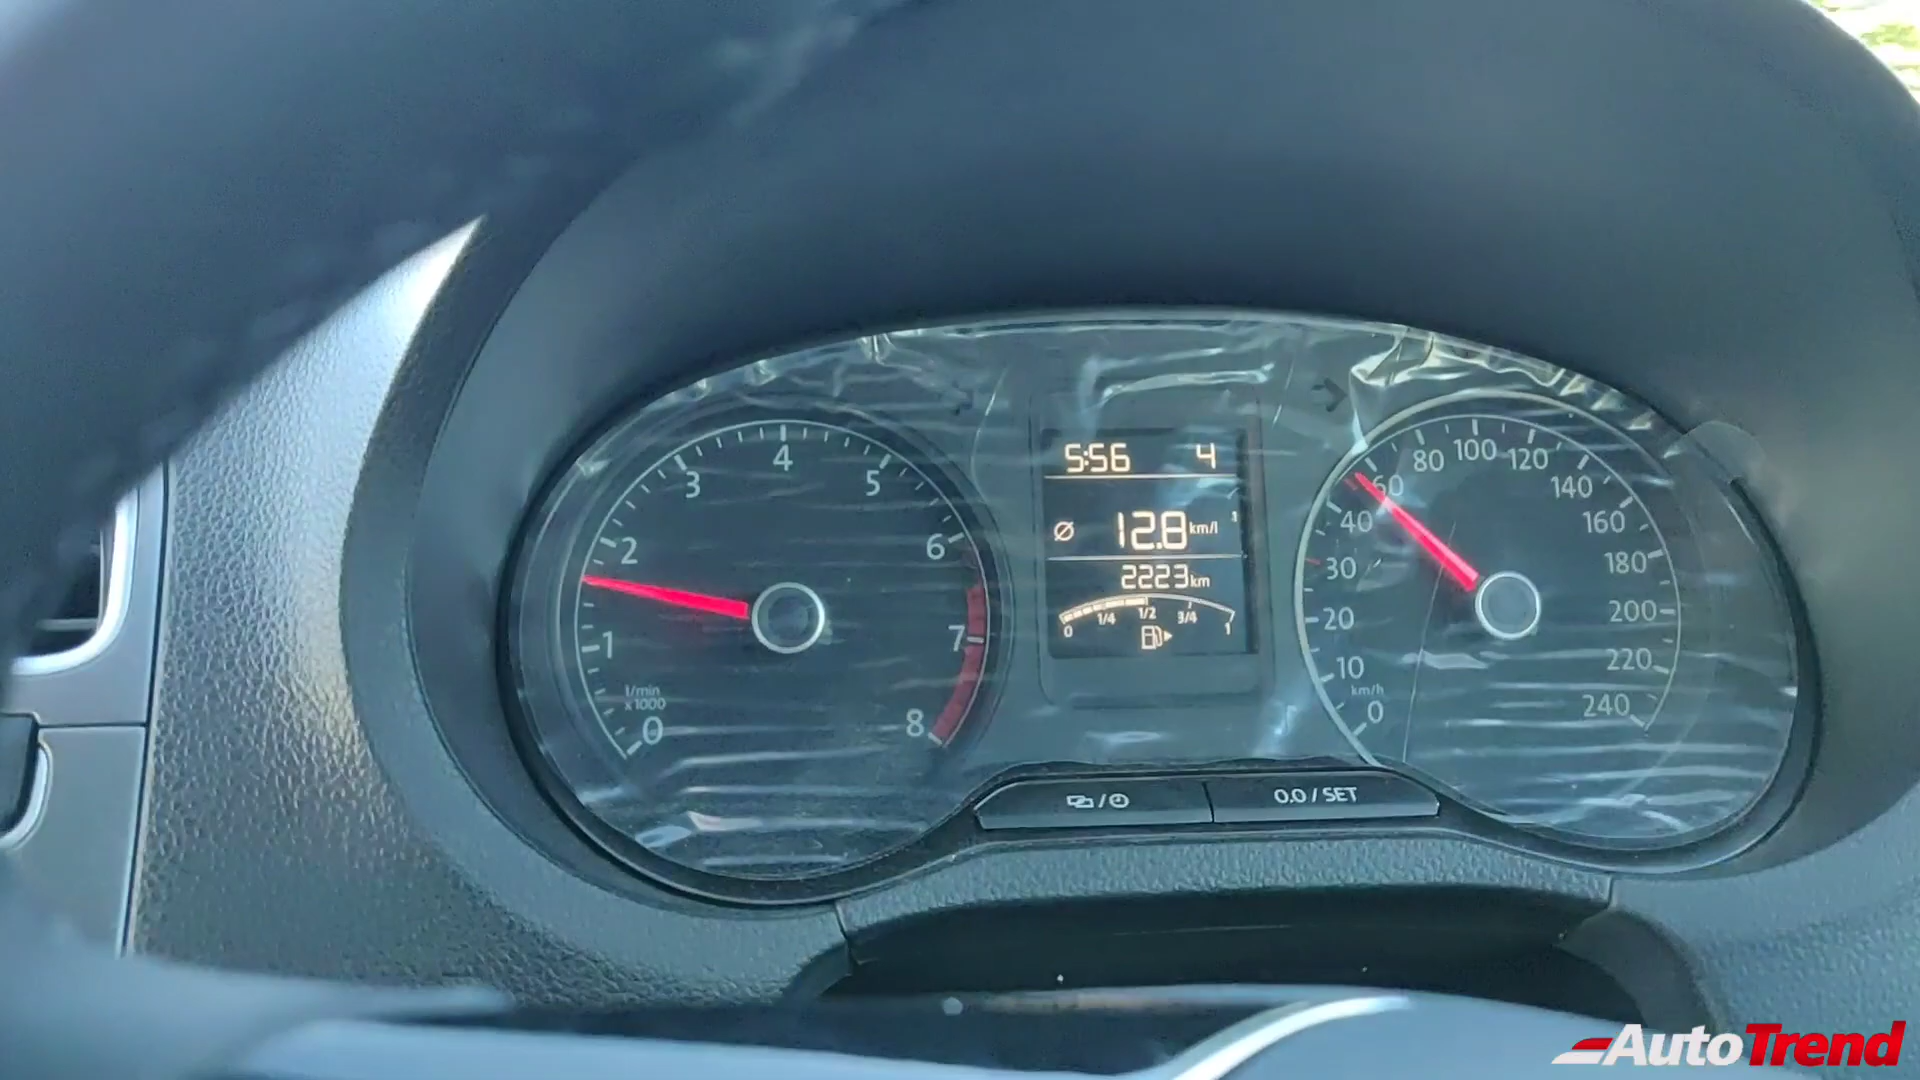 5:56 4
Ø 12.8 km/l
2223 km
0 1/4 1/2 3/4 1
0 1 2 3 4 5 6 7 8
1/min
x 1000
0 10 20 30 40 60 80 100 120 140 160 180 200 220 240
km/h
0.0 / SET
AutoTrend